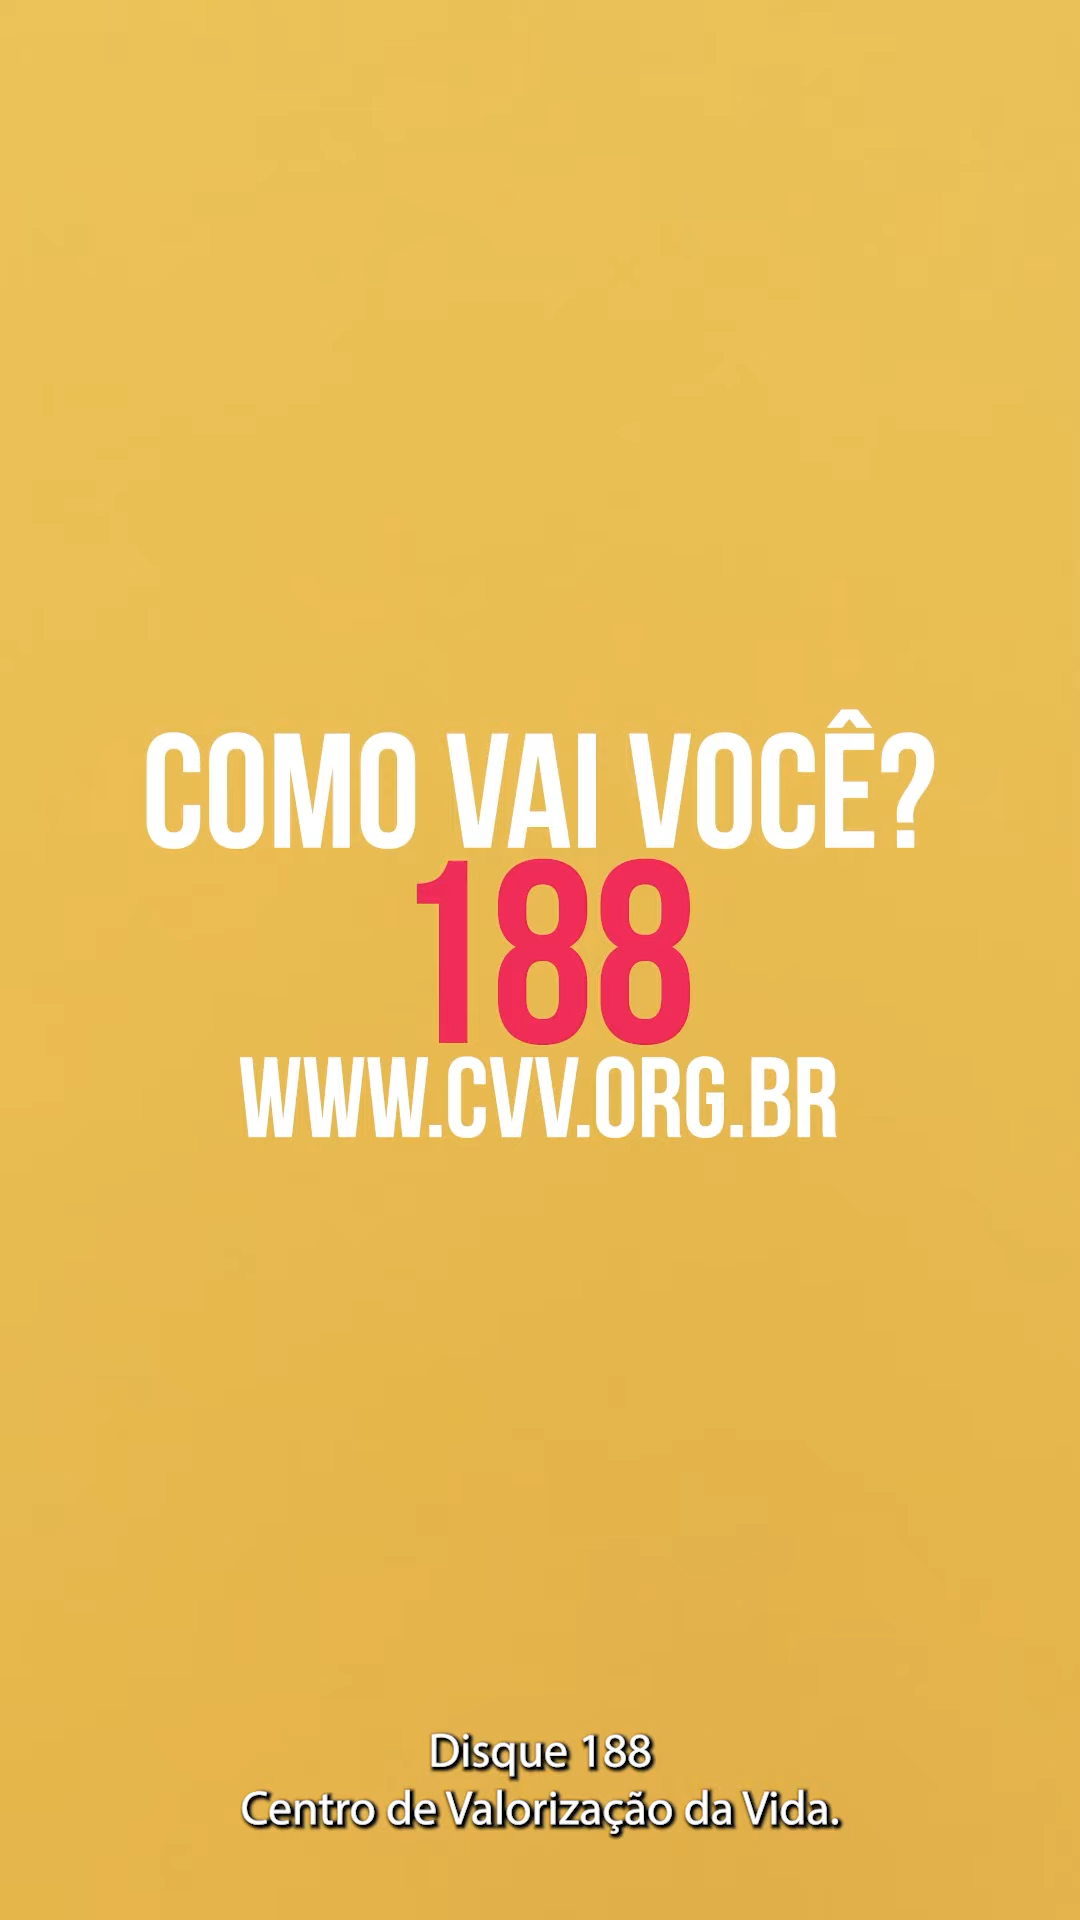 COMO VAI VOCÊ?
188
WWW.CVV.ORG.BR
Disque 188
Centro de Valorização da Vida.